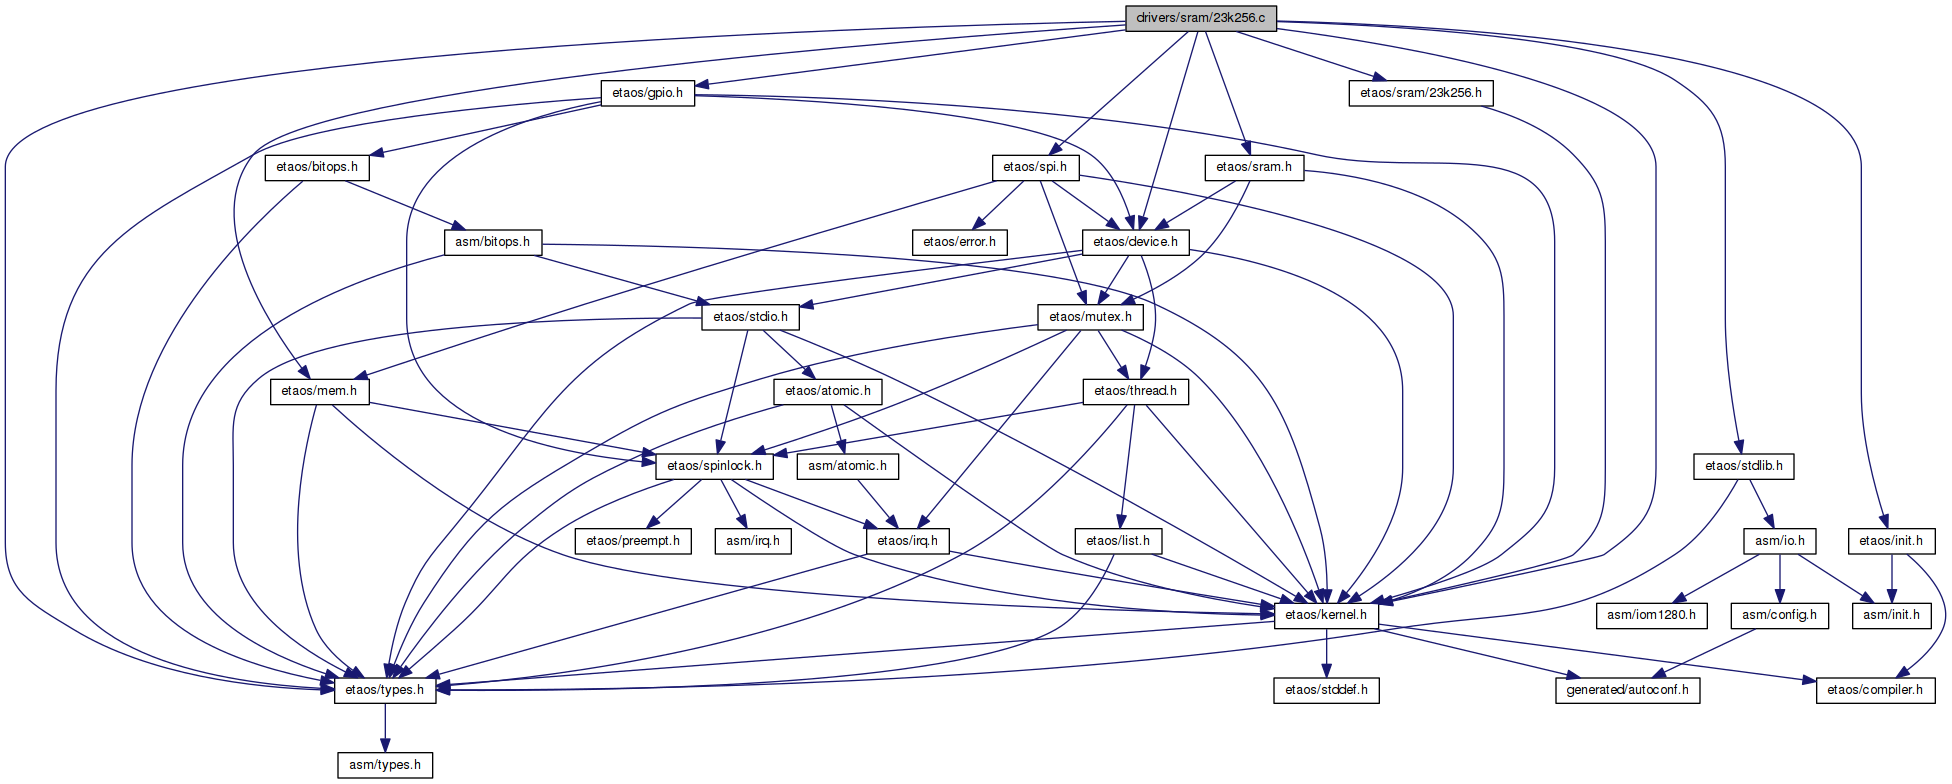 drivers/sram/23k256.c
etaos/gpio.h
etaos/sram/23k256.h
etaos/bitops.h
etaos/spi.h
etaos/sram.h
asm/bitops.h
etaos/error.h
etaos/device.h
etaos/stdio.h
etaos/mutex.h
etaos/mem.h
etaos/atomic.h
etaos/thread.h
etaos/spinlock.h
asm/atomic.h
etaos/stdlib.h
etaos/preempt.h
asm/irq.h
etaos/irq.h
etaos/list.h
asm/io.h
etaos/init.h
etaos/kernel.h
asm/iom1280.h
asm/config.h
asm/init.h
etaos/types.h
etaos/stddef.h
generated/autoconf.h
etaos/compiler.h
asm/types.h